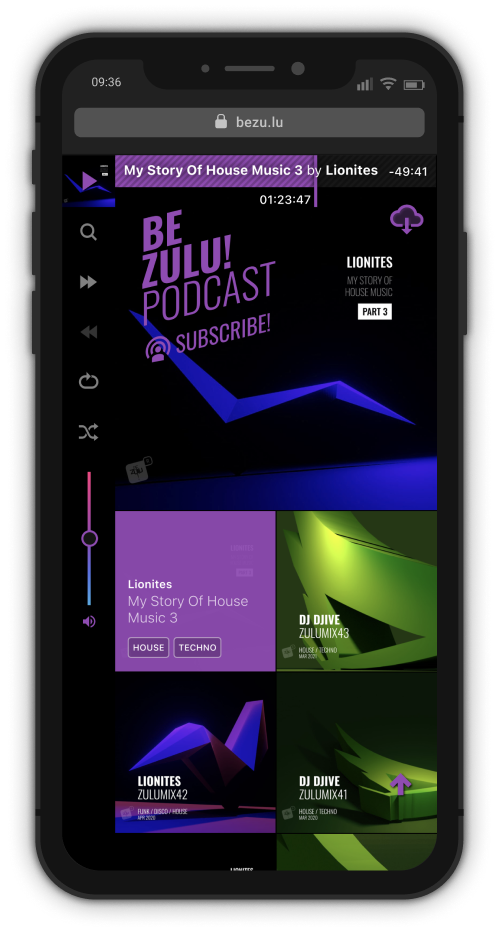 09:36
bezu.lu
My Story Of House Music 3 by Lionites -49:41
01:23:47
BE
ZULU!
PODCAST
SUBSCRIBE!
LIONITES
MY STORY OF
HOUSE MUSIC
PART 3
Lionites
My Story Of House
Music 3
HOUSE TECHNO
DJ DJIVE
ZULUMIX43
HOUSE / TECHNO
MAR 2020
LIONITES
ZULUMIX42
FUNK / DISCO / HOUSE
APR 2020
DJ DJIVE
ZULUMIX41
HOUSE / TECHNO
MAR 2020
LIONITES